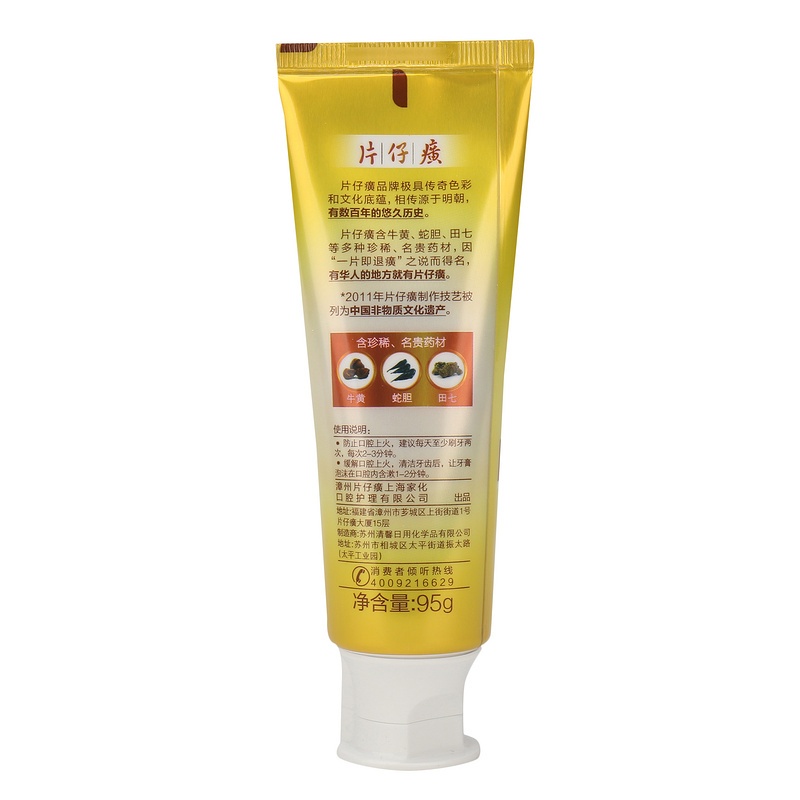 片仔癀
片仔癀品牌极具传奇色彩
和文化底蕴，相传源于明朝，
有数百年的悠久历史。
片仔癀含牛黄、蛇胆、田七
等多种珍稀、名贵药材，因
“一片即退癀”之说而得名，
有华人的地方就有片仔癀。
*2011年片仔癀制作技艺被
列为中国非物质文化遗产。
含珍稀、名贵药材
牛黄 蛇胆 田七
使用说明：
• 防止口腔上火，建议每天至少刷牙两
次，每次2-3分钟。
• 缓解口腔上火，清洁牙齿后，让牙膏
泡沫在口腔内含漱1-2分钟。
漳州片仔癀上海家化
口腔护理有限公司 出品
地址：福建省漳州市芗城区上街街道1号
片仔癀大厦15层
制造商：苏州清馨日用化学品有限公司
地址：苏州市相城区太平街道振太路
（太平工业园）
消费者倾听热线
4009216629
净含量：95g